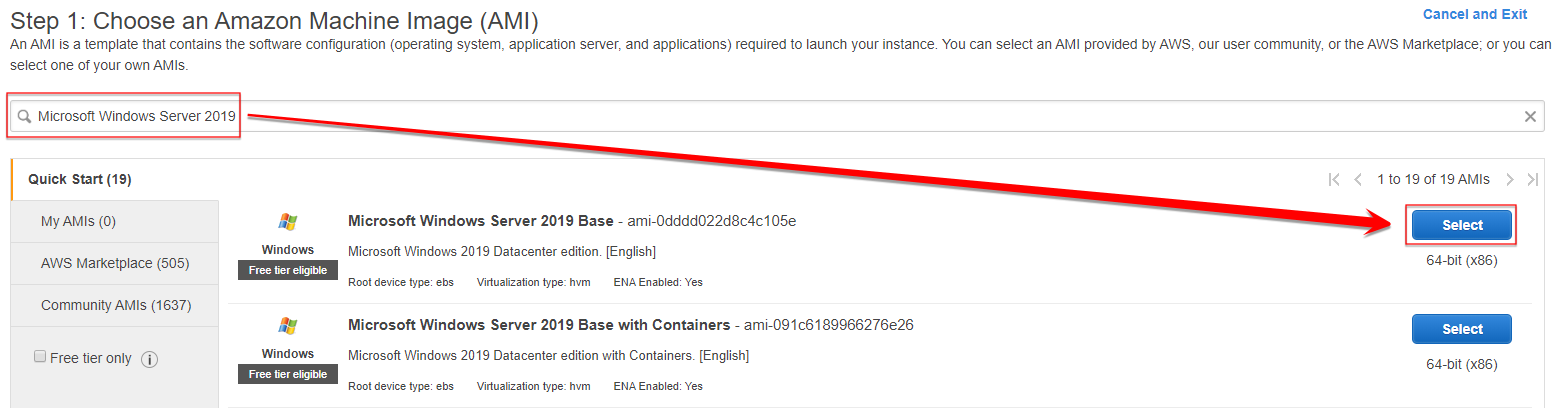 Step 1: Choose an Amazon Machine Image (AMI)
Cancel and Exit
An AMI is a template that contains the software configuration (operating system, application server, and applications) required to launch your instance. You can select an AMI provided by AWS, our user community, or the AWS Marketplace; or you can
select one of your own AMIs.
Microsoft Windows Server 2019
Quick Start (19)
1 to 19 of 19 AMIs
My AMIs (0)
AWS Marketplace (505)
Community AMIs (1637)
Free tier only
Windows
Free tier eligible
Microsoft Windows Server 2019 Base - ami-0dddd022d8c4c105e
Microsoft Windows 2019 Datacenter edition. [English]
Root device type: ebs Virtualization type: hvm ENA Enabled: Yes
Select
64-bit (x86)
Windows
Free tier eligible
Microsoft Windows Server 2019 Base with Containers - ami-091c6189966276e26
Microsoft Windows 2019 Datacenter edition with Containers. [English]
Root device type: ebs Virtualization type: hvm ENA Enabled: Yes
Select
64-bit (x86)